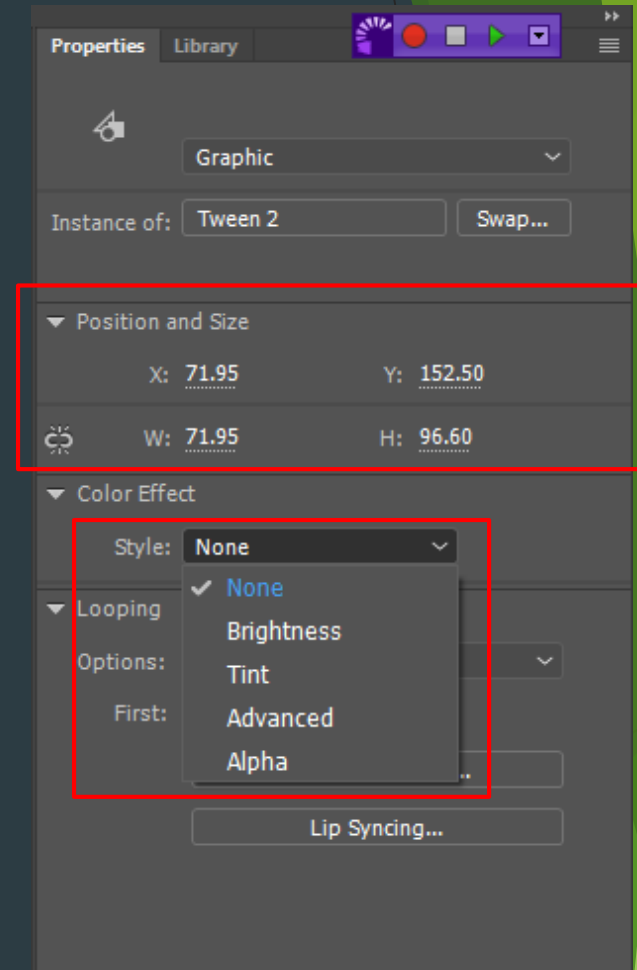 Properties Library
Graphic
Instance of: Tween 2 Swap...
Position and Size
X: 71.95 Y: 152.50
W: 71.95 H: 96.60
Color Effect
Style: None
None
Looping
Brightness
Options:
Tint
First:
Advanced
Alpha
Lip Syncing...